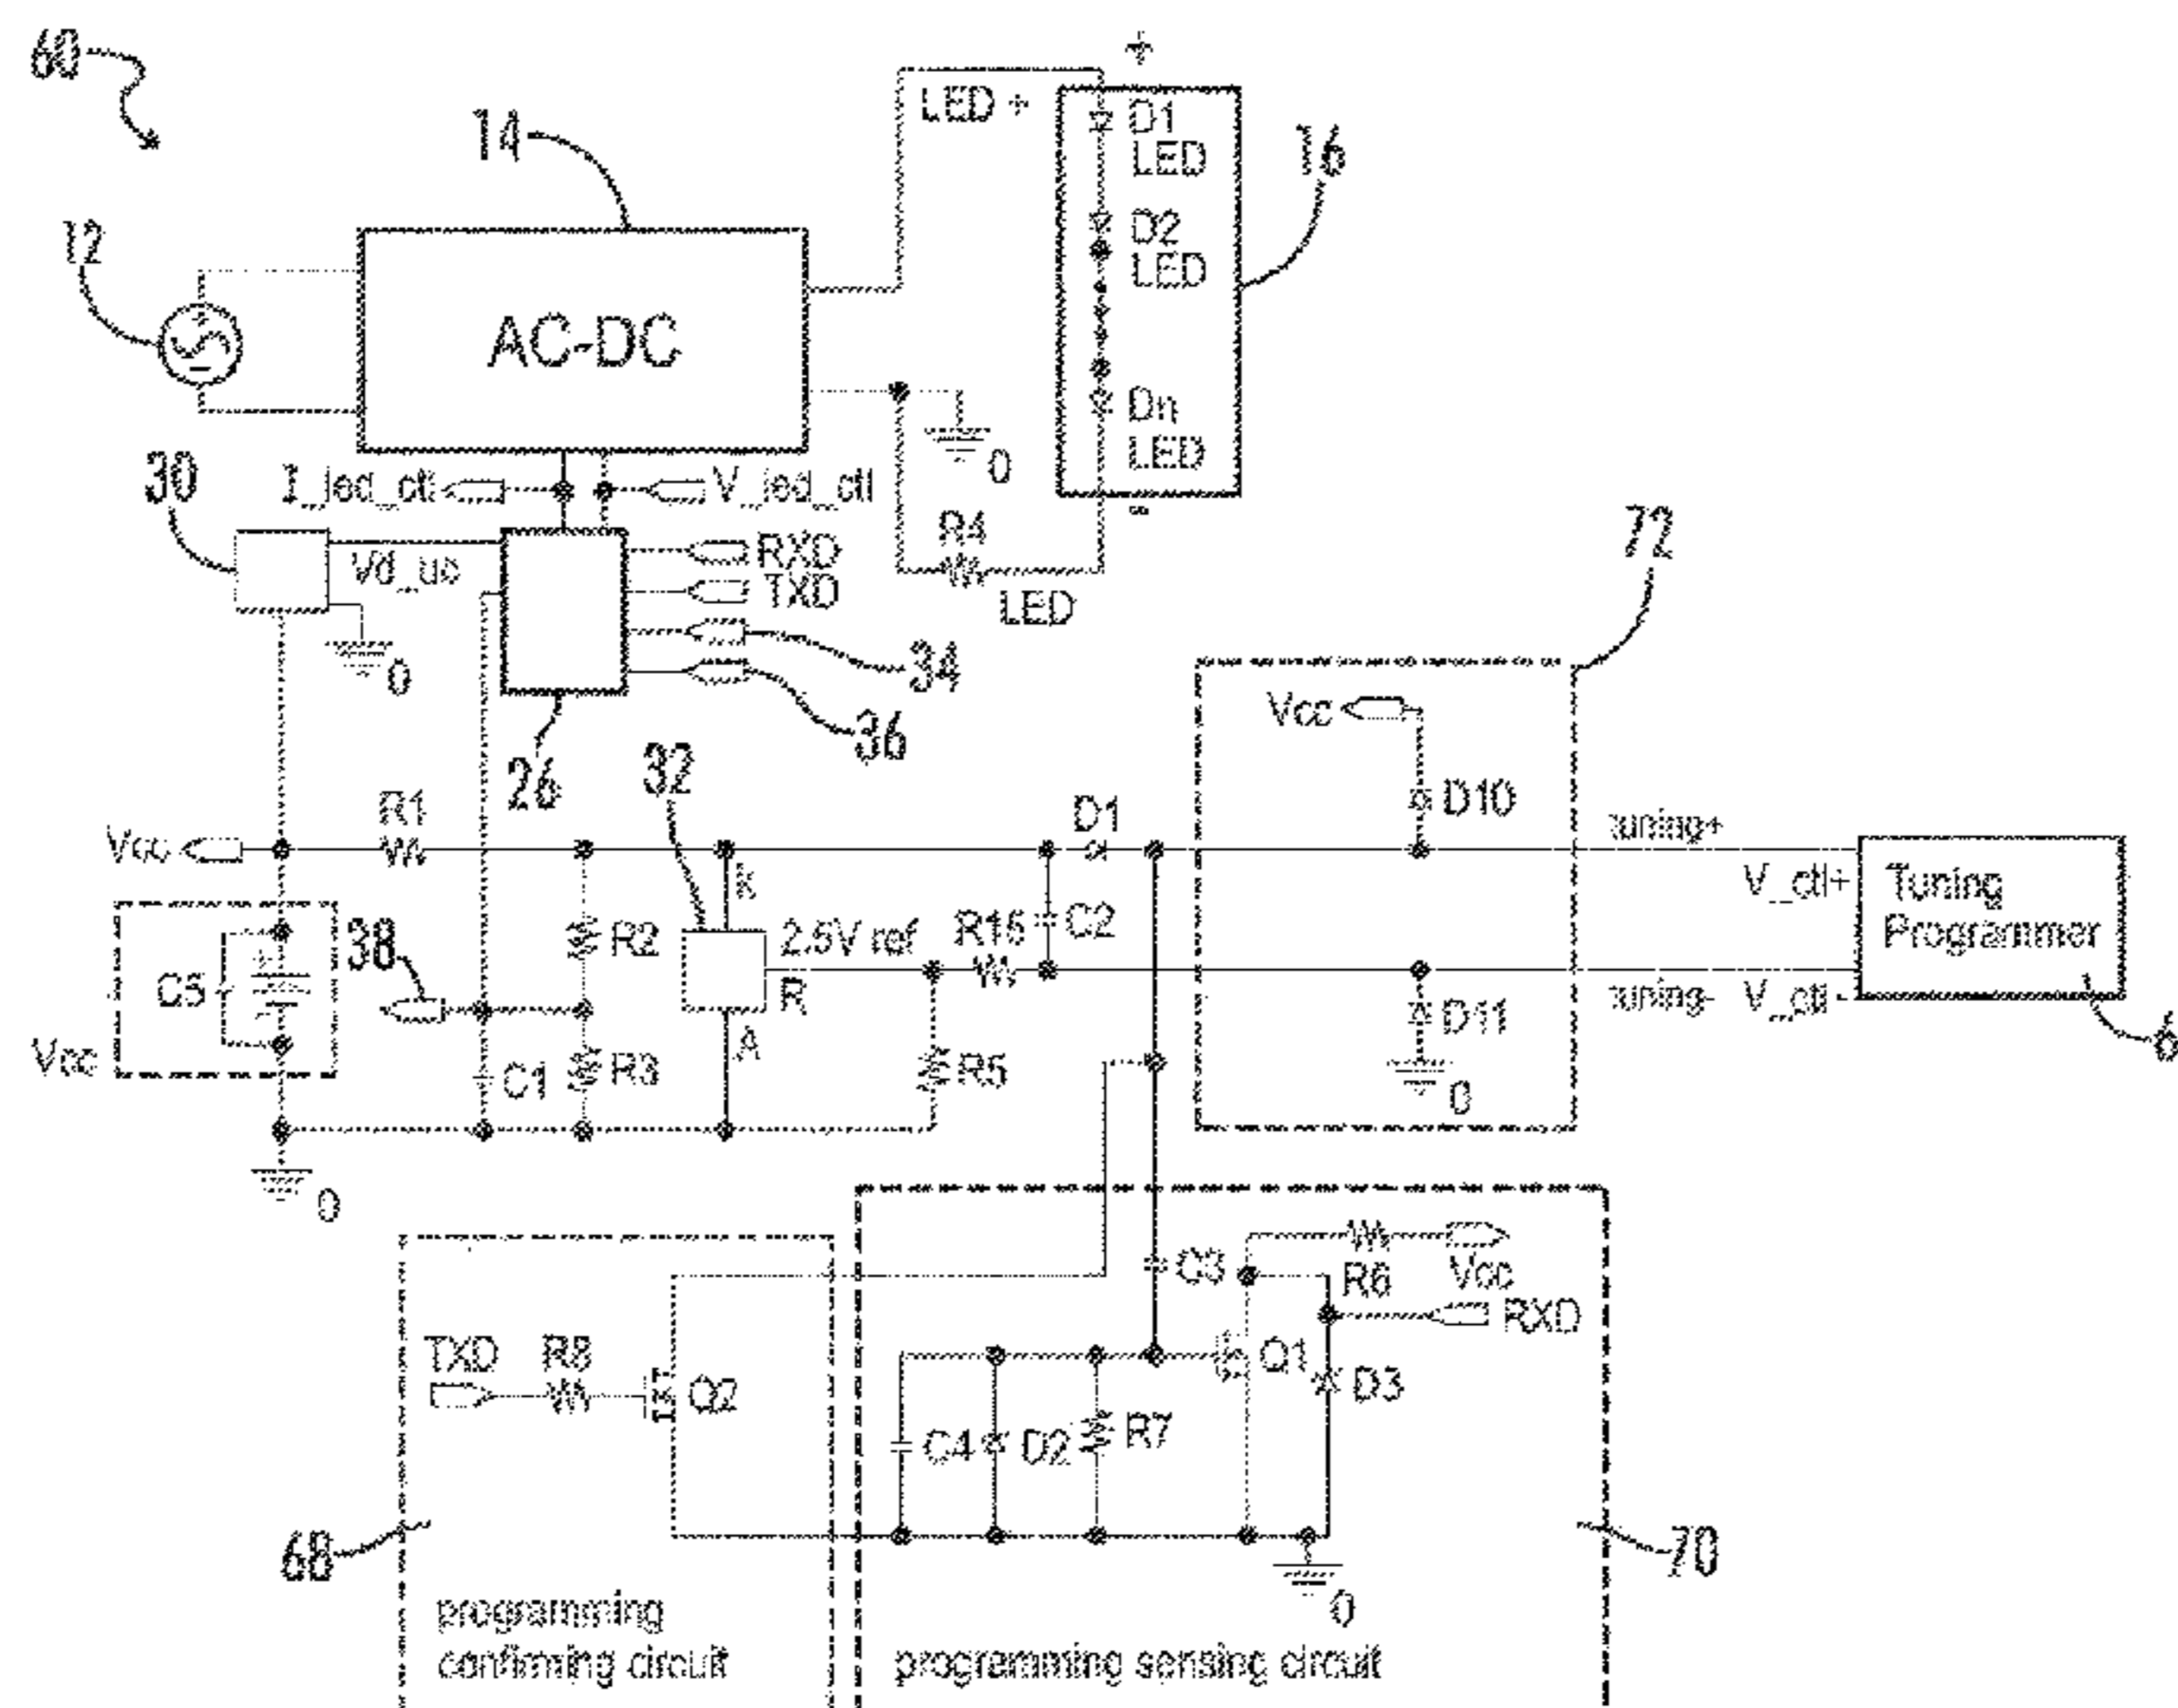 60
14
LED +
+
D1
LED
16
12
D2
LED
AC-DC
Dn
LED
0
30
I_led_ctl
V_led_ctl
-
R4
72
Vd_uc
RXD
TXD
LED
34
0
36
Vcc
D10
26
32
R1
D1
tuning+
Vcc
V_ctl+
Tuning
Programmer
K
38
R2
2.5V ref
R15
C2
C5
R
tuning-
V_ctl -
D11
6
Vcc
C1
R3
A
R5
0
0
C3
R6
Vcc
RXD
TXD
R8
Q2
Q1
D3
C4
D2
R7
68
70
0
programming
confirming circuit
programming sensing circuit